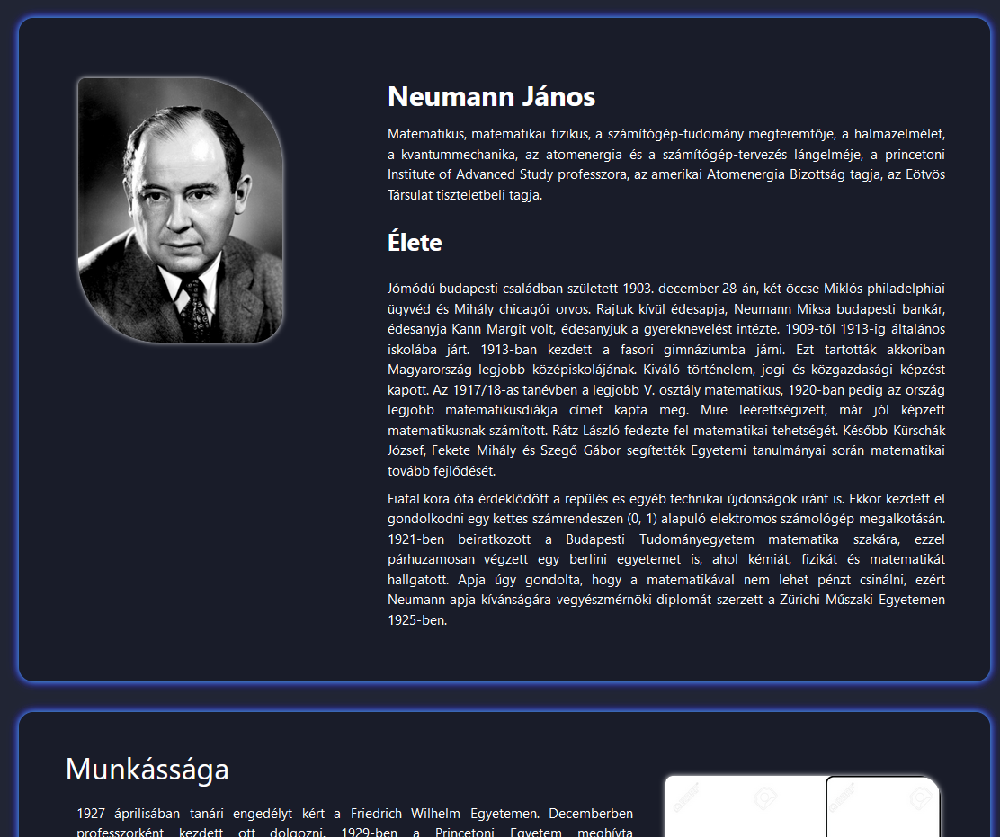 Neumann János
Matematikus, matematikai fizikus, a számítógép-tudomány megteremtője, a halmazelmélet,
a kvantummechanika, az atomenergia és a számítógép-tervezés lángelméje, a princetoni
Institute of Advanced Study professzora, az amerikai Atomenergia Bizottság tagja, az Eötvös
Társulat tiszteletbeli tagja.
Élete
Jómódú budapesti családban született 1903. december 28-án, két öccse Miklós philadelphiai
ügyvéd és Mihály chicagói orvos. Rajtuk kívül édesapja, Neumann Miksa budapesti bankár,
édesanyja Kann Margit volt, édesanyjuk a gyereknevelést intézte. 1909-től 1913-ig általános
iskolába járt. 1913-ban kezdett a fasori gimnáziumba járni. Ezt tartották akkoriban
Magyarország legjobb középiskolájának. Kiváló történelem, jogi és közgazdasági képzést
kapott. Az 1917/18-as tanévben a legjobb V. osztály matematikus, 1920-ban pedig az ország
legjobb matematikusdiákja címet kapta meg. Mire leérettségizett, már jól képzett
matematikusnak számított. Rátz László fedezte fel matematikai tehetségét. Később Kürschák
József, Fekete Mihály és Szegő Gábor segítették Egyetemi tanulmányai során matematikai
tovább fejlődését.
Fiatal kora óta érdeklődött a repülés es egyéb technikai újdonságok iránt is. Ekkor kezdett el
gondolkodni egy kettes számrendeszen (0, 1) alapuló elektromos számológép megalkotásán.
1921-ben beiratkozott a Budapesti Tudományegyetem matematika szakára, ezzel
párhuzamosan végzett egy berlini egyetemet is, ahol kémiát, fizikát és matematikát
hallgatott. Apja úgy gondolta, hogy a matematikával nem lehet pénzt csinálni, ezért
Neumann apja kívánságára vegyészmérnöki diplomát szerzett a Zürichi Műszaki Egyetemen
1925-ben.
Munkássága
1927 áprilisában tanári engedélyt kért a Friedrich Wilhelm Egyetemen. Decemberben
professzorként kezdett ott dolgozni. 1929-ben a Princetoni Egyetem meghívta